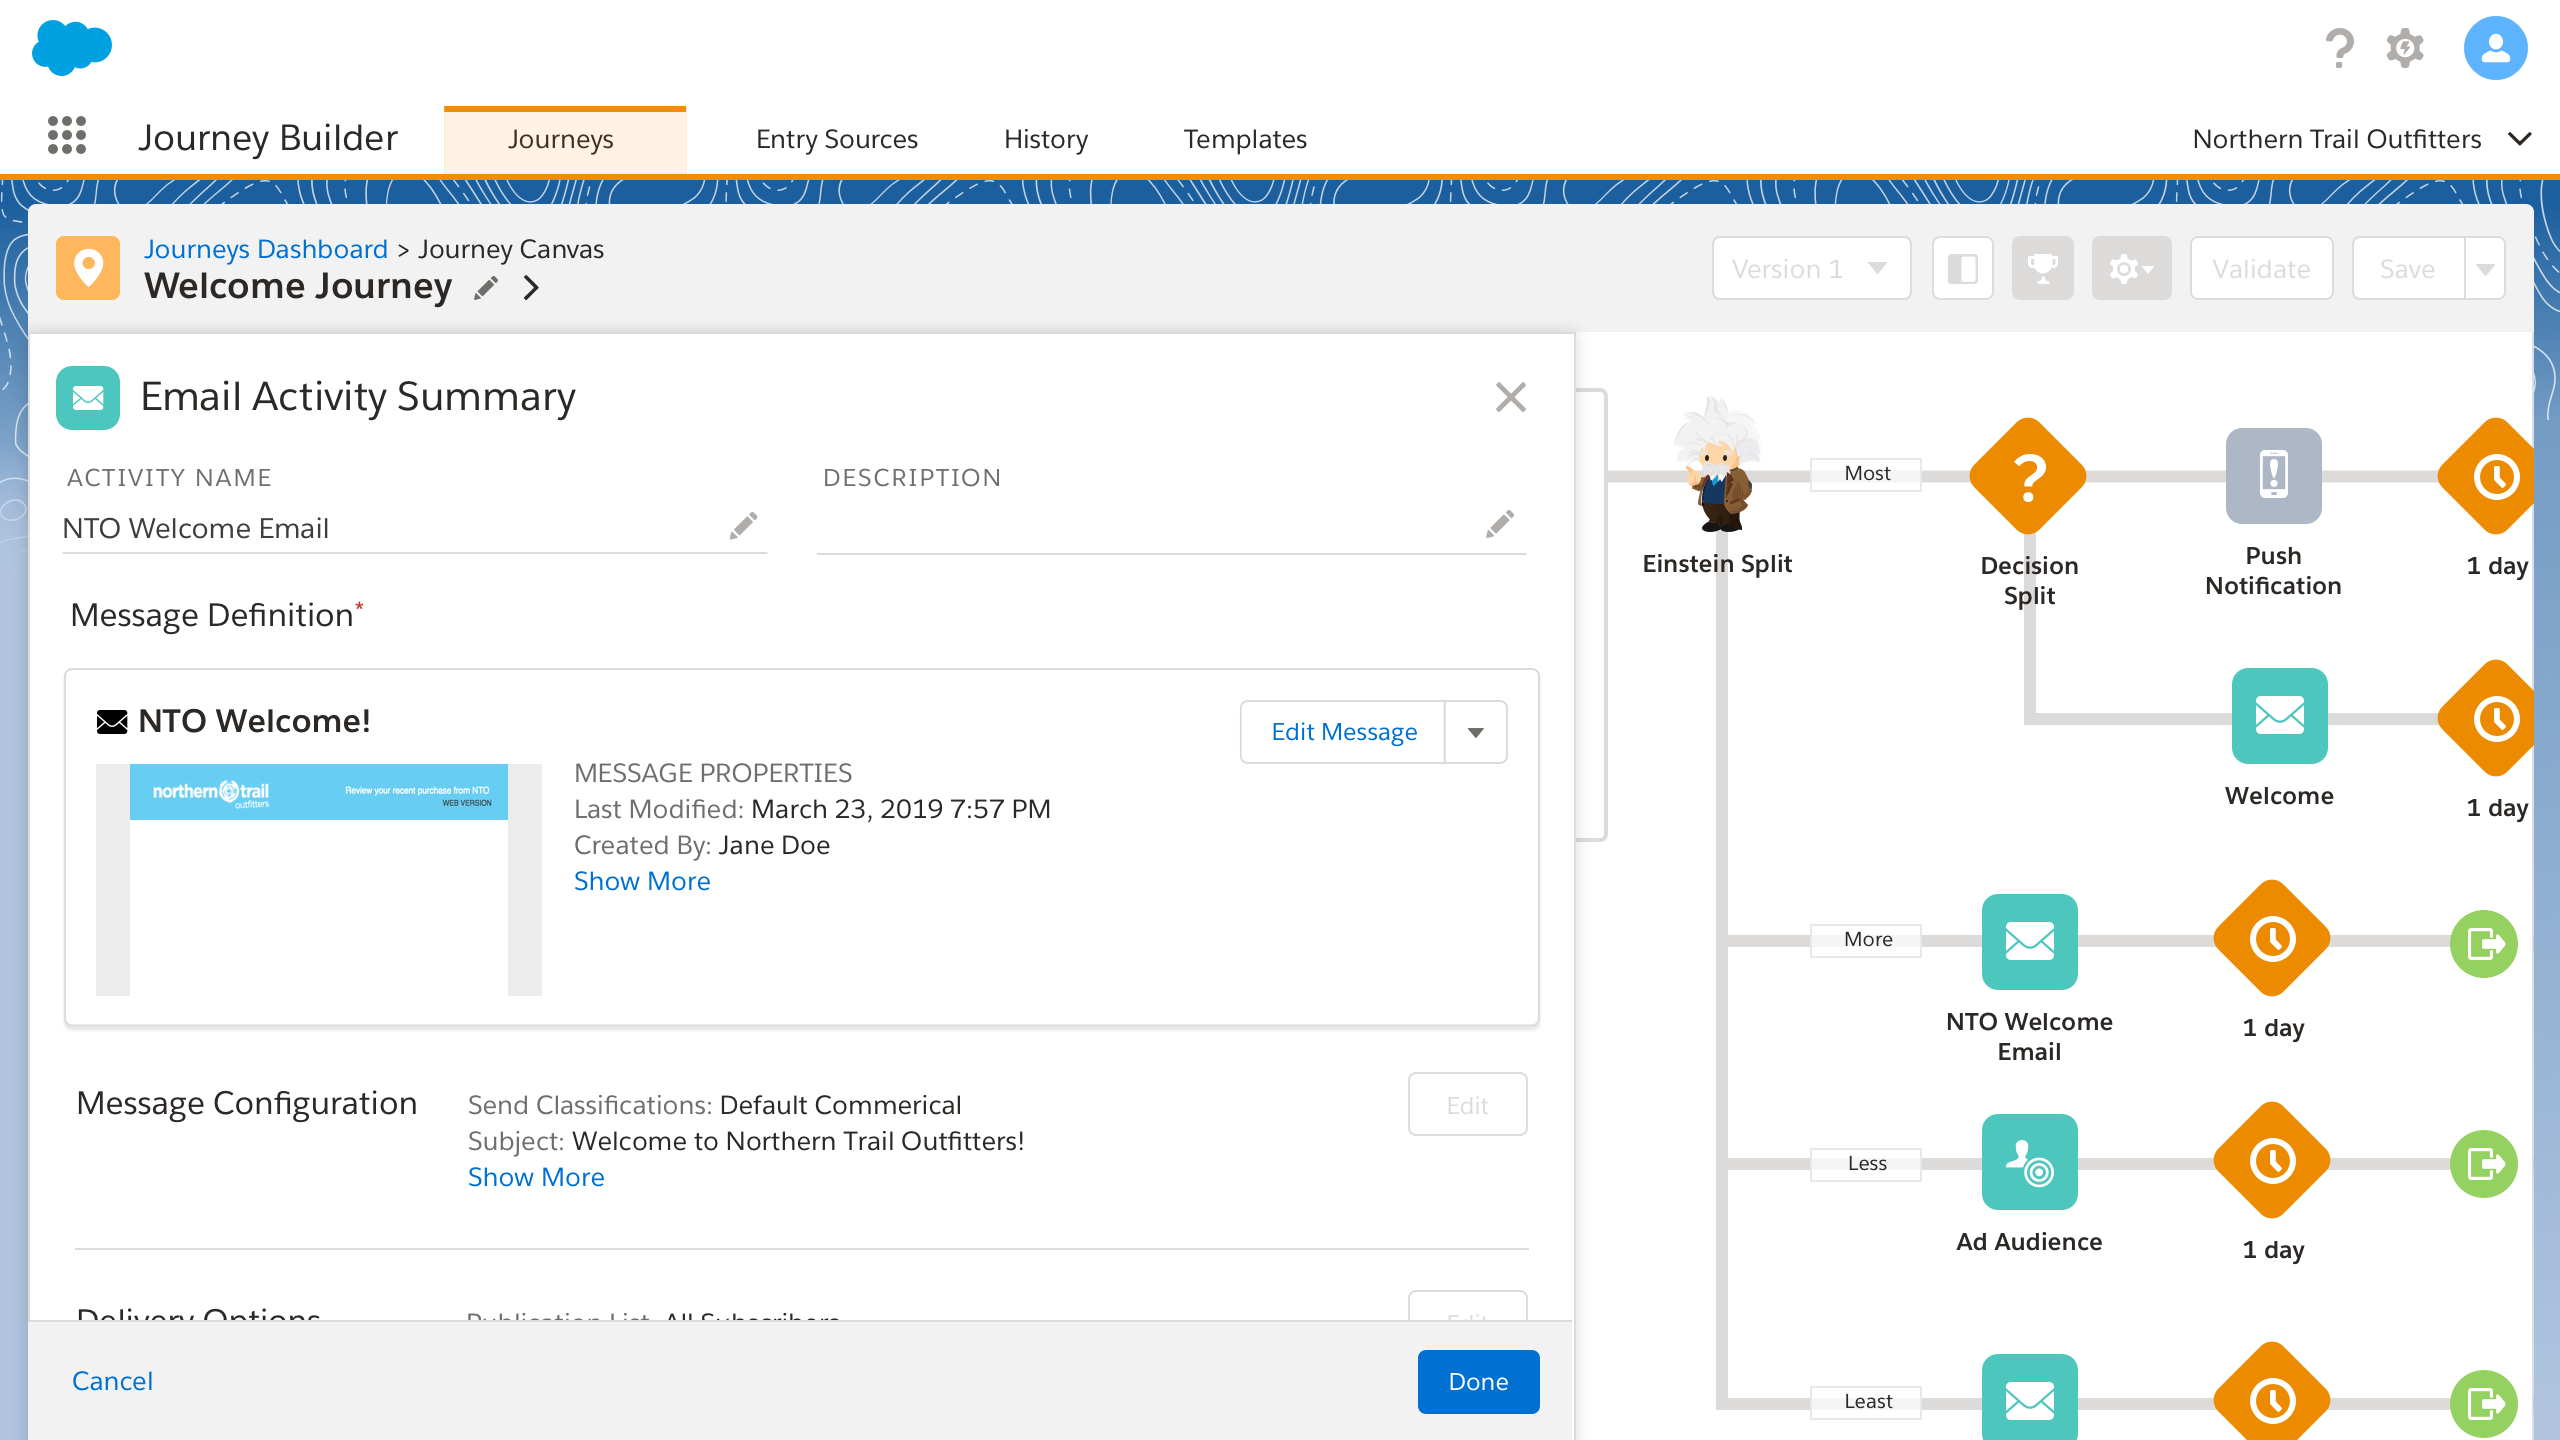 Journey Builder
Journeys
Entry Sources
History
Templates
Northern Trail Outfitters
Journeys Dashboard > Journey Canvas
Welcome Journey
Version 1
Validate
Save
Email Activity Summary
ACTIVITY NAME
DESCRIPTION
NTO Welcome Email
Message Definition*
NTO Welcome!
Edit Message
northern trail
outfitters
Review your recent purchase from NTO
WEB VERSION
MESSAGE PROPERTIES
Last Modified: March 23, 2019 7:57 PM
Created By: Jane Doe
Show More
Message Configuration
Send Classifications: Default Commerical
Subject: Welcome to Northern Trail Outfitters!
Show More
Edit
Delivery Options
Publication List: All Subscribers
Edit
Cancel
Done
Einstein Split
Most
Decision
Split
Push
Notification
1 day
Welcome
1 day
More
NTO Welcome
Email
1 day
Less
Ad Audience
1 day
Least